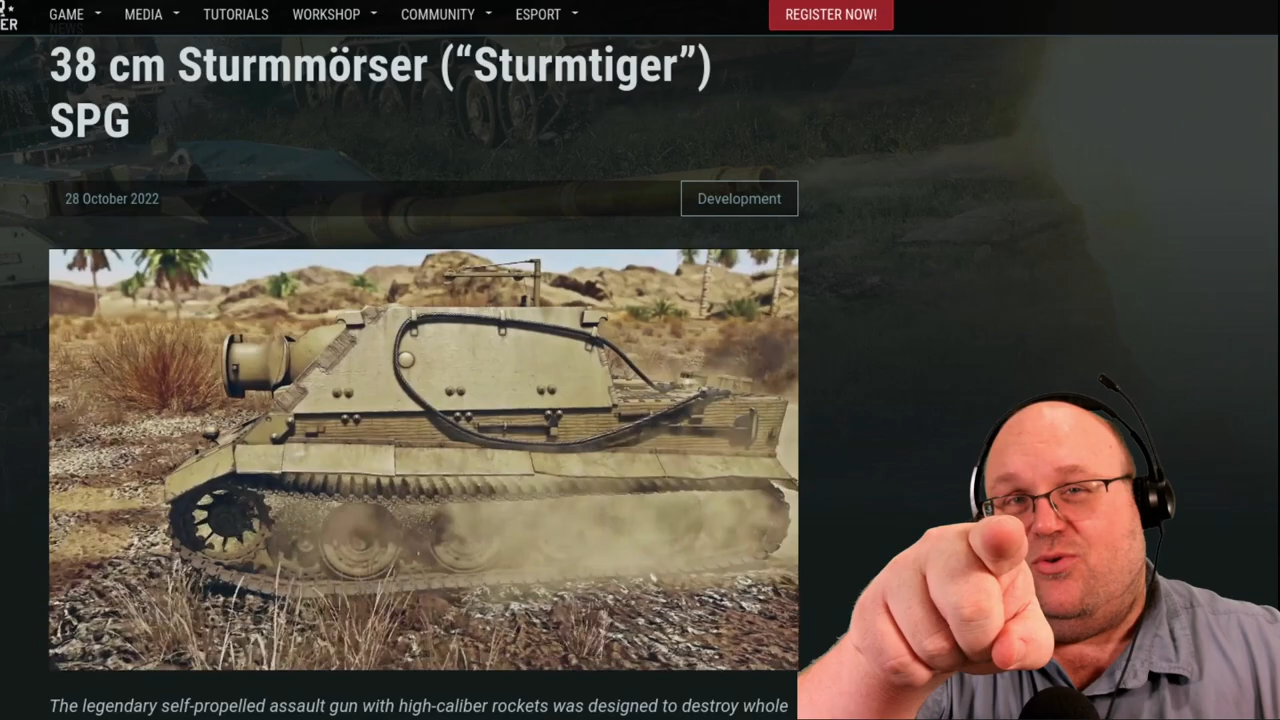 GAME MEDIA TUTORIALS WORKSHOP COMMUNITY ESPORT REGISTER NOW!
NEWS
38 cm Sturmmörser (“Sturmtiger”)
SPG
28 October 2022 Development
The legendary self-propelled assault gun with high-caliber rockets was designed to destroy whole